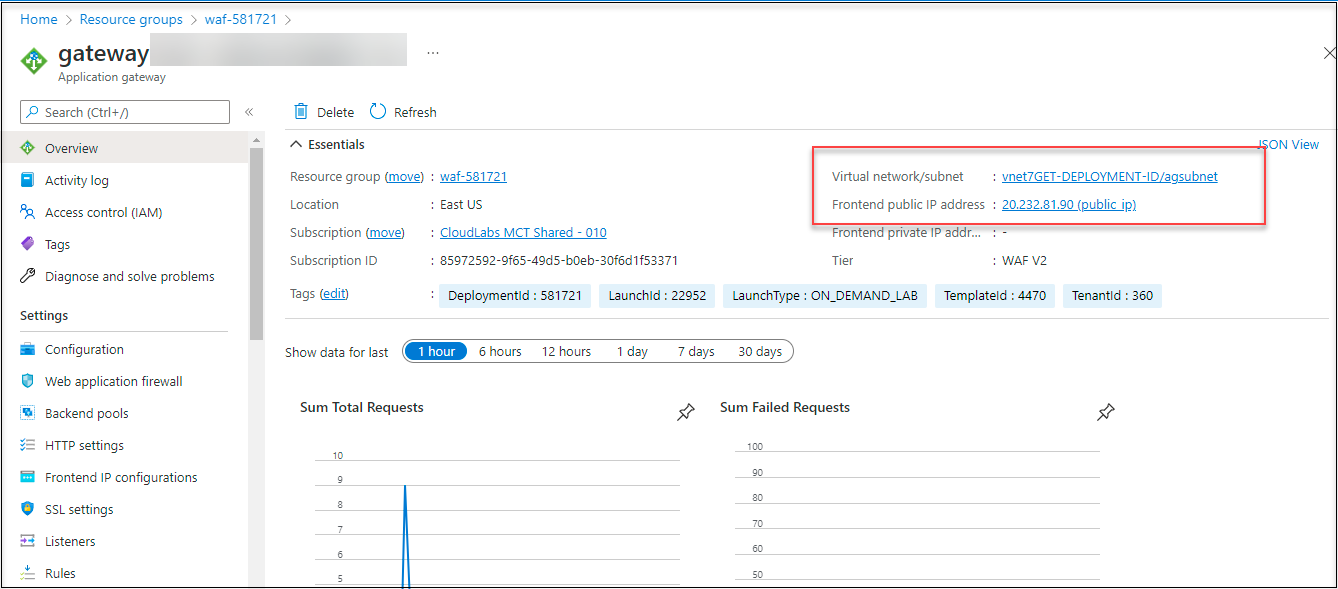 Home > Resource groups > waf-581721 >
gateway ...
Application gateway
Search (Ctrl+/) «
Delete Refresh
Overview
Activity log
Access control (IAM)
Tags
Diagnose and solve problems
Settings
Configuration
Web application firewall
Backend pools
HTTP settings
Frontend IP configurations
SSL settings
Listeners
Rules
Essentials
JSON View
Resource group (move) : waf-581721
Location : East US
Subscription (move) : CloudLabs MCT Shared - 010
Subscription ID : 85972592-9f65-49d5-b0eb-30f6d1f53371
Virtual network/subnet : vnet7GET-DEPLOYMENT-ID/agsubnet
Frontend public IP address : 20.232.81.90 (public_ip)
Frontend private IP addr... : -
Tier : WAF V2
Tags (edit) : DeploymentId : 581721 LaunchId : 22952 LaunchType : ON_DEMAND_LAB TemplateId : 4470 TenantId : 360
Show data for last 1 hour 6 hours 12 hours 1 day 7 days 30 days
Sum Total Requests
10
9
8
7
6
5
Sum Failed Requests
100
90
80
70
60
50